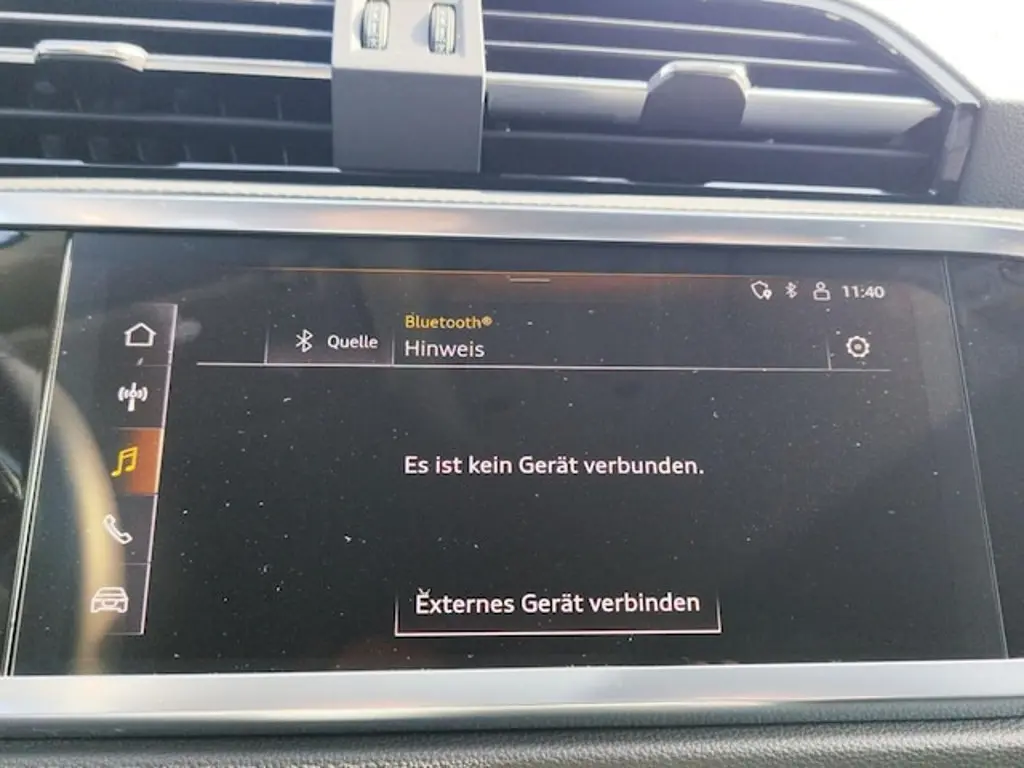 11:40
Bluetooth®
Quelle
Hinweis
Es ist kein Gerät verbunden.
Externes Gerät verbinden